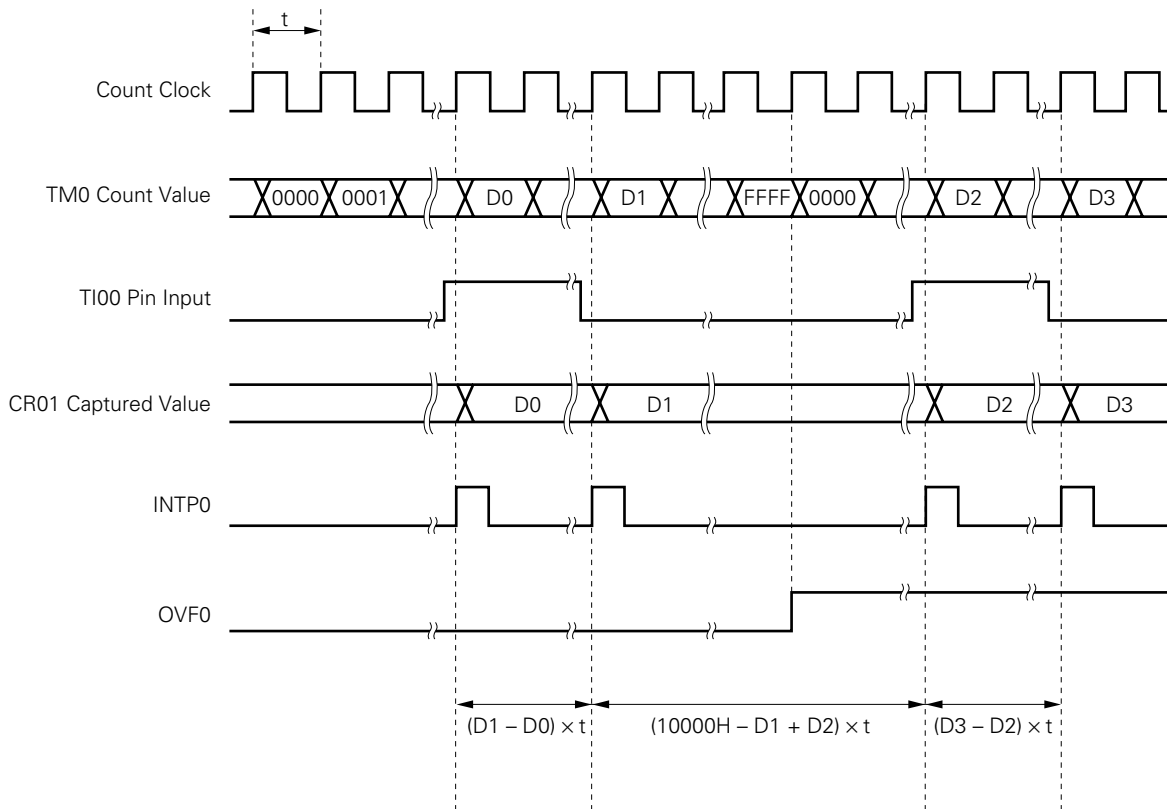 t
Count Clock
TM0 Count Value 0000 0001 D0 D1 FFFF 0000 D2 D3
TI00 Pin Input
CR01 Captured Value D0 D1 D2 D3
INTP0
OVF0
(D1 – D0) × t (10000H – D1 + D2) × t (D3 – D2) × t